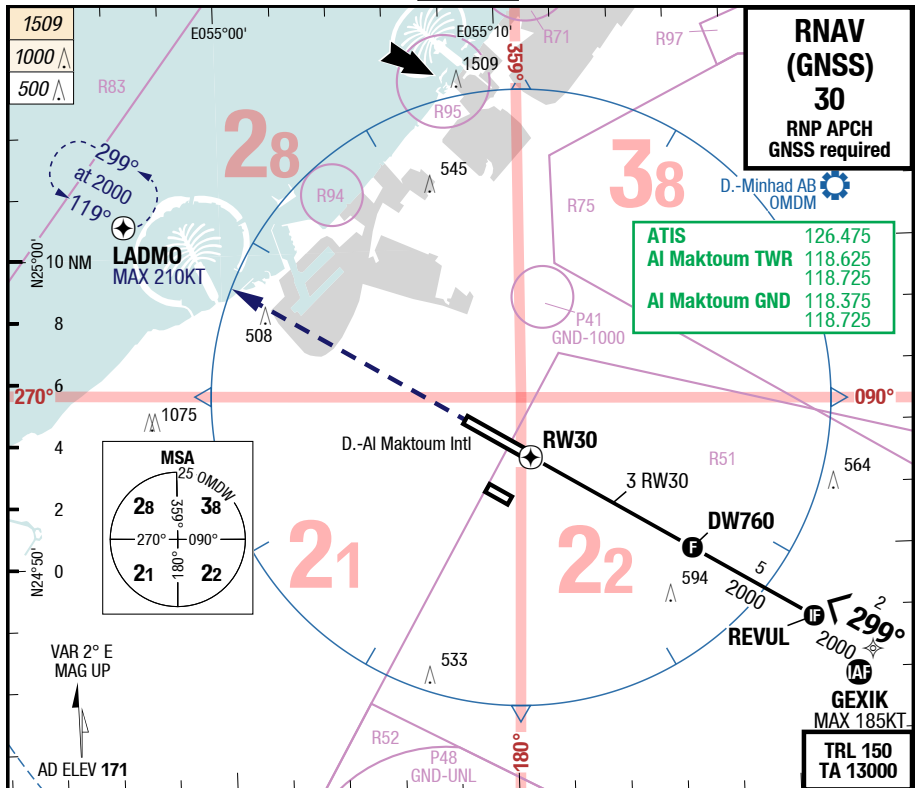 1509
1000
500
E055°00'
E055°10'
359°
R71
R97
R83
1509
R95
RNAV
(GNSS)
30
RNP APCH
GNSS required
28
38
299°
at 2000
119°
545
R94
R75
D.-Minhad AB
OMDM
LADMO
MAX 210KT
N25°00'
10 NM
ATIS 126.475
Al Maktoum TWR 118.625
118.725
Al Maktoum GND 118.375
118.725
8
508
P41
GND-1000
6
270°
090°
1075
4
D.-Al Maktoum Intl
RW30
R51
564
3 RW30
MSA
25 OMDW
28
38
359°
270°
090°
180°
21
22
2
21
22
DW760
F
594
5
2000
N24°50'
0
REVUL
IF
2
299°
2000
IAF
GEXIK
MAX 185KT
VAR 2° E
MAG UP
533
R52
P48
GND-UNL
180°
AD ELEV 171
TRL 150
TA 13000